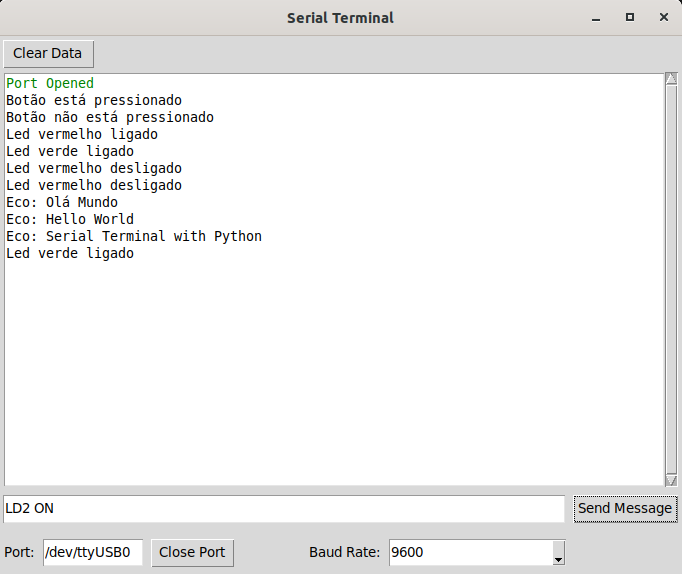 Serial Terminal
Clear Data
Port Opened
Botão está pressionado
Botão não está pressionado
Led vermelho ligado
Led verde ligado
Led vermelho desligado
Led vermelho desligado
Eco: Olá Mundo
Eco: Hello World
Eco: Serial Terminal with Python
Led verde ligado
LD2 ON Send Message
Port: /dev/ttyUSB0 Close Port Baud Rate: 9600